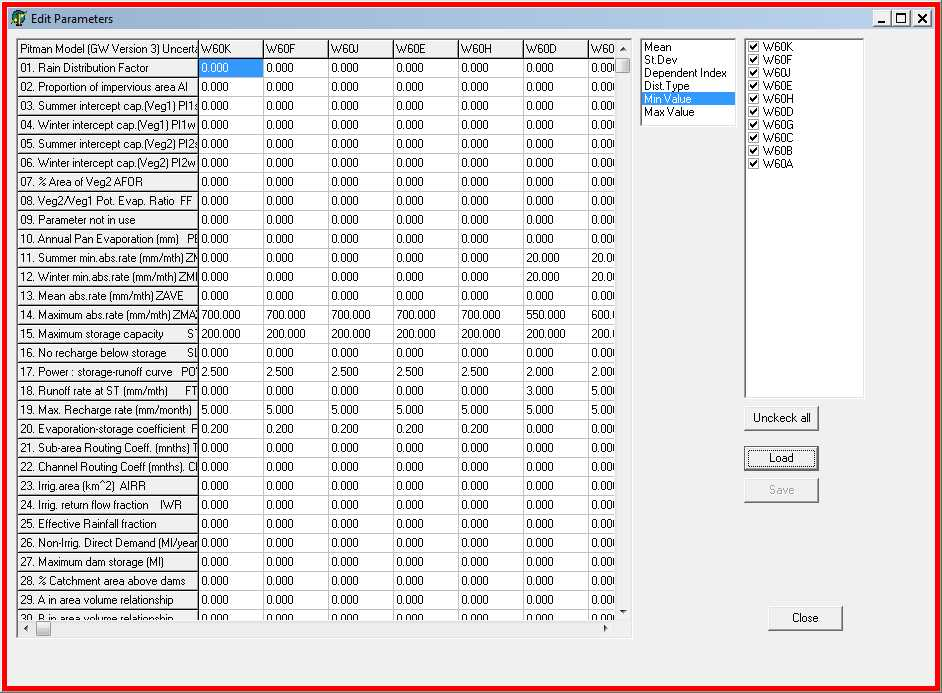 Edit Parameters
Pitman Model (GW Version 3) Uncerta W60K W60F W60J W60E W60H W60D W60
01. Rain Distribution Factor 0.000 0.000 0.000 0.000 0.000 0.000 0.00
02. Proportion of impervious area AI 0.000 0.000 0.000 0.000 0.000 0.000 0.00
03. Summer intercept cap.(Veg1) PI1s 0.000 0.000 0.000 0.000 0.000 0.000 0.00
04. Winter intercept cap.(Veg1) PI1w 0.000 0.000 0.000 0.000 0.000 0.000 0.00
05. Summer intercept cap.(Veg2) PI2s 0.000 0.000 0.000 0.000 0.000 0.000 0.00
06. Winter intercept cap.(Veg2) PI2w 0.000 0.000 0.000 0.000 0.000 0.000 0.00
07. % Area of Veg2 AFOR 0.000 0.000 0.000 0.000 0.000 0.000 0.00
08. Veg2/Veg1 Pot. Evap. Ratio FF 0.000 0.000 0.000 0.000 0.000 0.000 0.00
09. Parameter not in use 0.000 0.000 0.000 0.000 0.000 0.000 0.00
10. Annual Pan Evaporation (mm) PE 0.000 0.000 0.000 0.000 0.000 0.000 0.00
11. Summer min.abs.rate (mm/mth) ZM 0.000 0.000 0.000 0.000 0.000 20.000 20.0
12. Winter min.abs.rate (mm/mth) ZMI 0.000 0.000 0.000 0.000 0.000 20.000 20.0
13. Mean abs.rate (mm/mth) ZAVE 0.000 0.000 0.000 0.000 0.000 0.000 0.00
14. Maximum abs.rate (mm/mth) ZMA 700.000 700.000 700.000 700.000 700.000 550.000 600.
15. Maximum storage capacity ST 200.000 200.000 200.000 200.000 200.000 200.000 200.
16. No recharge below storage SL 0.000 0.000 0.000 0.000 0.000 0.000 0.00
17. Power : storage-runoff curve PO 2.500 2.500 2.500 2.500 2.500 2.000 2.00
18. Runoff rate at ST (mm/mth) FT 0.000 0.000 0.000 0.000 0.000 3.000 5.00
19. Max. Recharge rate (mm/month) 5.000 5.000 5.000 5.000 5.000 5.000 5.00
20. Evaporation-storage coefficient F 0.200 0.200 0.200 0.200 0.200 0.000 0.00
21. Sub-area Routing Coeff. (mnths) T 0.000 0.000 0.000 0.000 0.000 0.000 0.00
22. Channel Routing Coeff (mnths). Cl 0.000 0.000 0.000 0.000 0.000 0.000 0.00
23. Irrig.area (km^2) AIRR 0.000 0.000 0.000 0.000 0.000 0.000 0.00
24. Irrig. return flow fraction IWR 0.000 0.000 0.000 0.000 0.000 0.000 0.00
25. Effective Rainfall fraction 0.000 0.000 0.000 0.000 0.000 0.000 0.00
26. Non-Irrig. Direct Demand (Ml/year 0.000 0.000 0.000 0.000 0.000 0.000 0.00
27. Maximum dam storage (Ml) 0.000 0.000 0.000 0.000 0.000 0.000 0.00
28. % Catchment area above dams 0.000 0.000 0.000 0.000 0.000 0.000 0.00
29. A in area volume relationship 0.000 0.000 0.000 0.000 0.000 0.000 0.00
30. B in area volume relationship 0.000 0.000 0.000 0.000 0.000 0.000 0.00
Mean
St.Dev
Dependent Index
Dist.Type
Min Value
Max Value
W60K
W60F
W60J
W60E
W60H
W60D
W60G
W60C
W60B
W60A
Unckeck all
Load
Save
Close